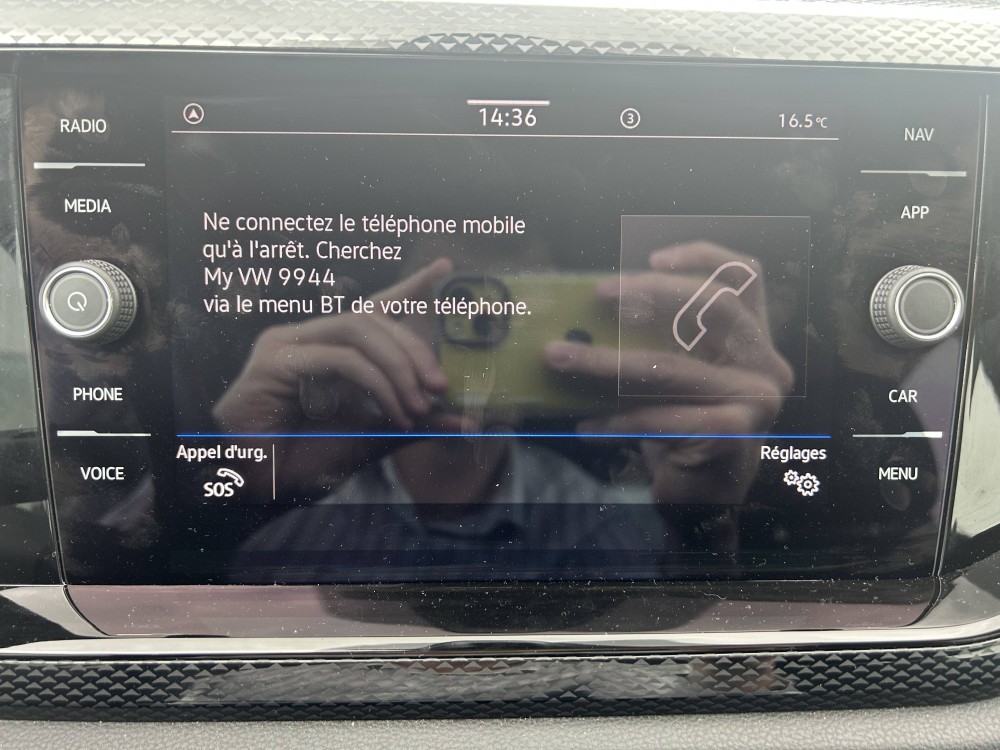 RADIO
14:36
3
16.5°C
NAV
MEDIA
APP
Ne connectez le téléphone mobile
qu'à l'arrêt. Cherchez
My VW 9944
via le menu BT de votre téléphone.
PHONE
CAR
Appel d'urg.
SOS
Réglages
VOICE
MENU